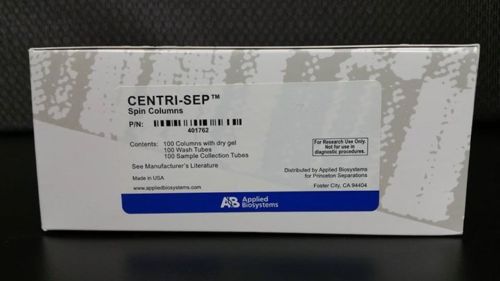 CENTRI-SEP™
Spin Columns
P/N:
401762
Contents: 100 Columns with dry gel
100 Wash Tubes
100 Sample Collection Tubes
See Manufacturer's Literature
Made in USA
www.appliedbiosystems.com
For Research Use Only.
Not for use in
diagnostic procedures.
Distributed by Applied Biosystems
for Princeton Separations
Foster City, CA 94404
AB Applied
Biosystems